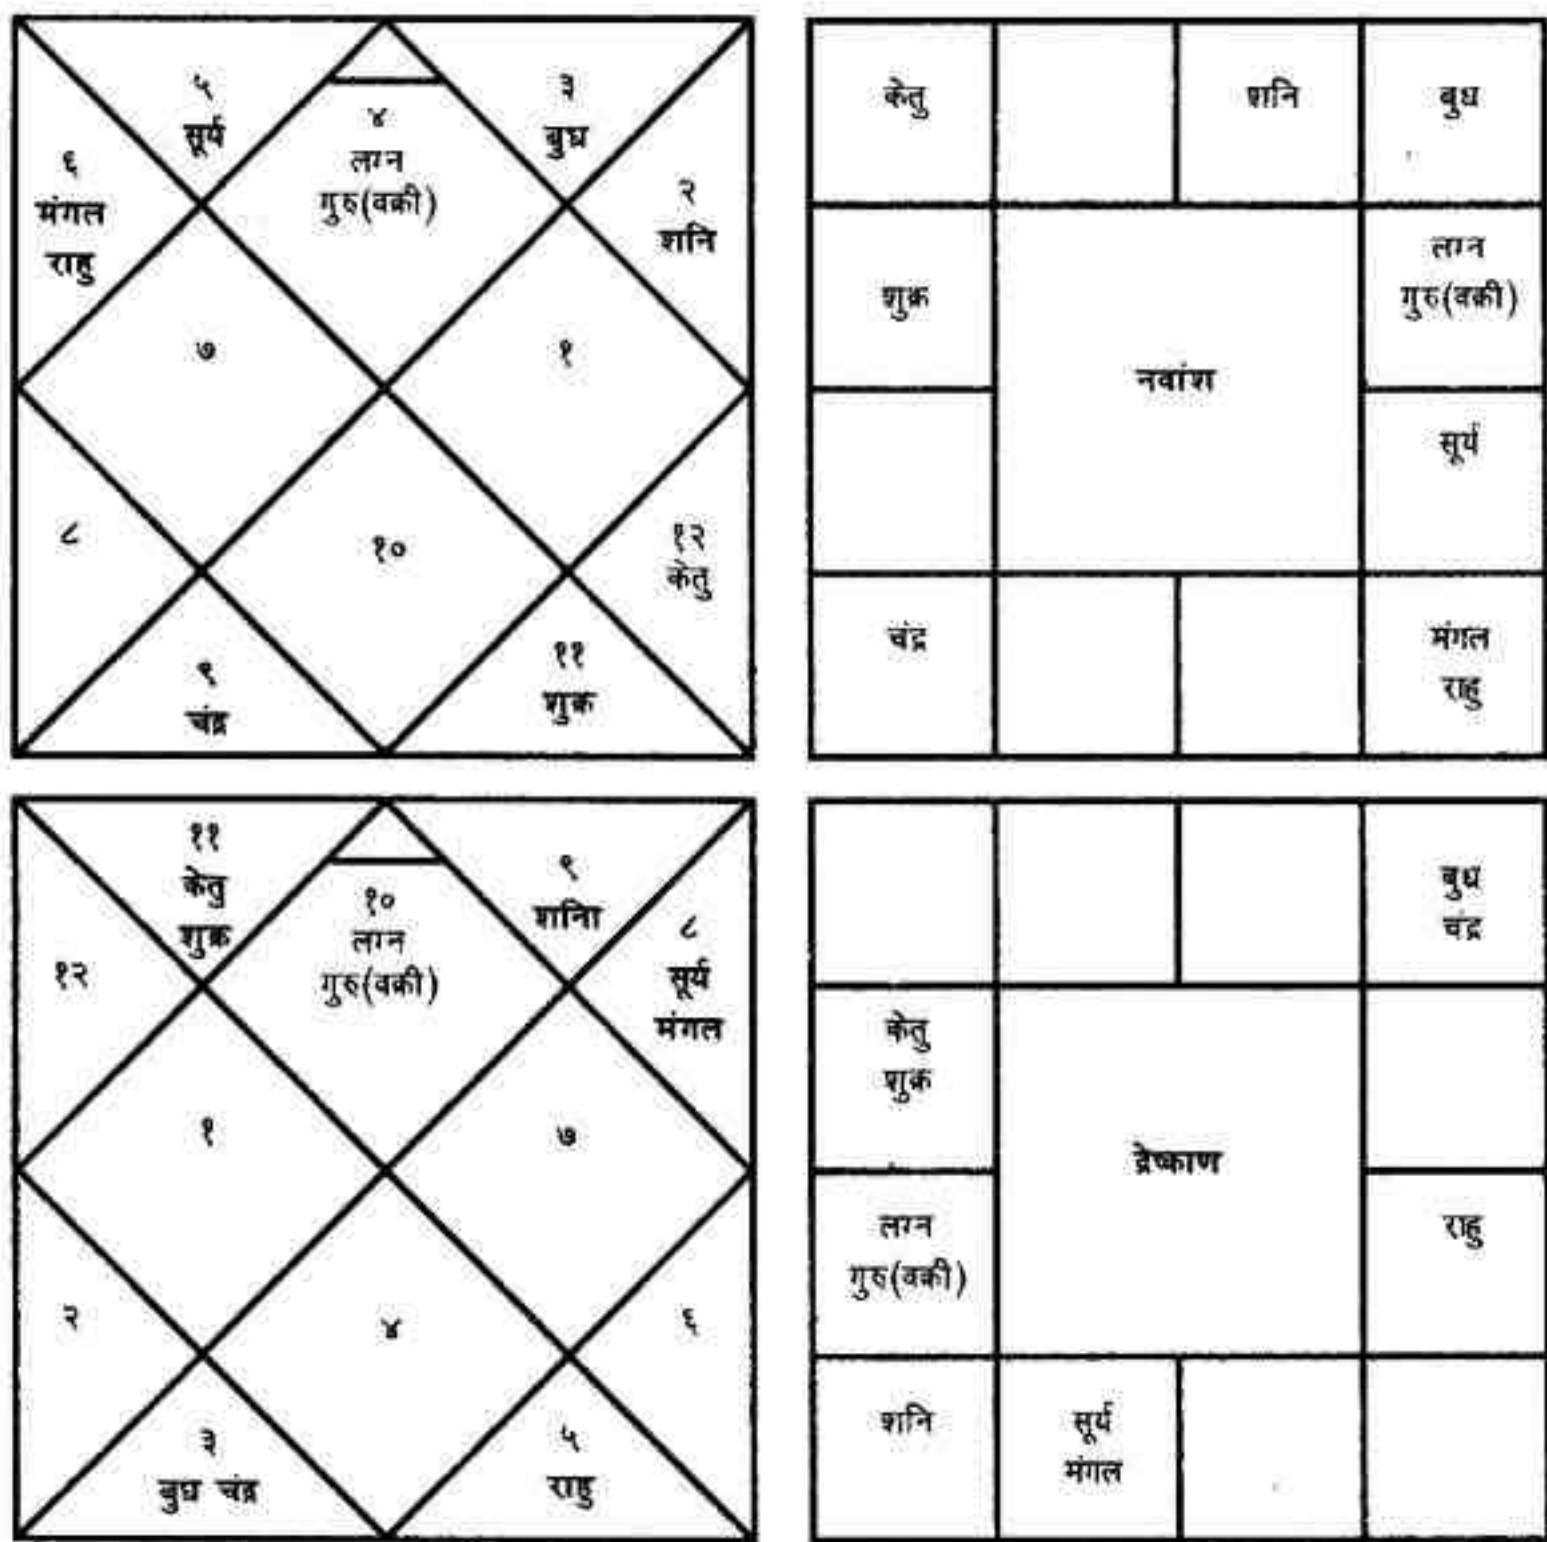 ५
सूर्य
४
लग्न
गुरु(वक्री)
३
बुध
६
मंगल
राहु
२
शनि
७
१
८
१०
१२
केतु
९
चंद्र
११
शुक्र
केतु
शनि
बुध
शुक्र
नवांश
लग्न
गुरु(वक्री)
सूर्य
चंद्र
मंगल
राहु
११
केतु
शुक्र
१०
लग्न
गुरु(वक्री)
९
शनिा
८
सूर्य
मंगल
१२
१
७
२
४
६
३
बुध चंद्र
५
राहु
बुध
चंद्र
केतु
शुक्र
द्रेष्काण
लग्न
गुरु(वक्री)
राहु
शनि
सूर्य
मंगल